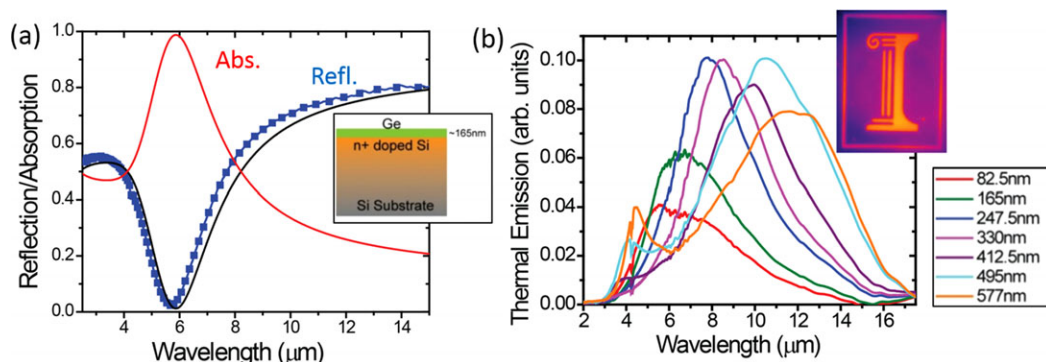 (a)
1.0
0.8
0.6
0.4
0.2
0.0
Reflection/Absorption
Abs.
Refl.
Ge
~165nm
n+ doped Si
Si Substrate
4 6 8 10 12 14
Wavelength (μm)
(b)
0.10
0.08
0.06
0.04
0.02
0.00
Thermal Emission (arb. units)
2 4 6 8 10 12 14 16
Wavelength (μm)
82.5nm
165nm
247.5nm
330nm
412.5nm
495nm
577nm